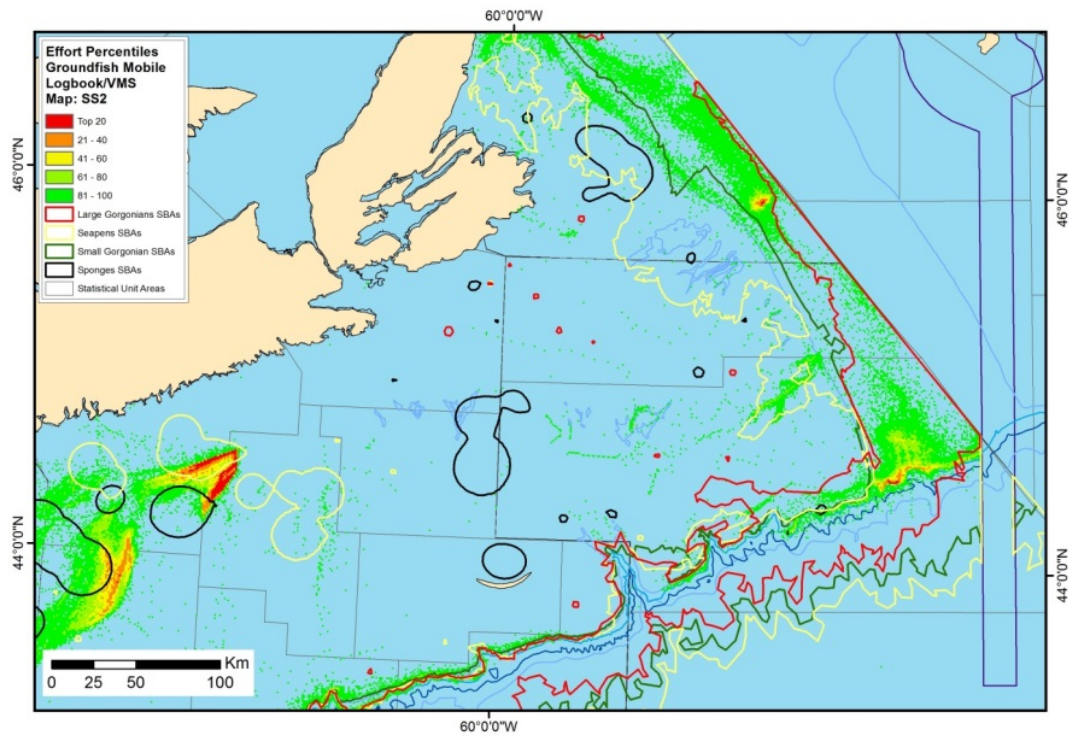 60°0'0"W
Effort Percentiles
Groundfish Mobile
Logbook/VMS
Map: SS2
Top 20
21 - 40
41 - 60
61 - 80
81 - 100
Large Gorgonians SBAs
Seapens SBAs
Small Gorgonian SBAs
Sponges SBAs
Statistical Unit Areas
46°0'0"N
46°0'0"N
44°0'0"N
44°0'0"N
Km
0 25 50 100
60°0'0"W